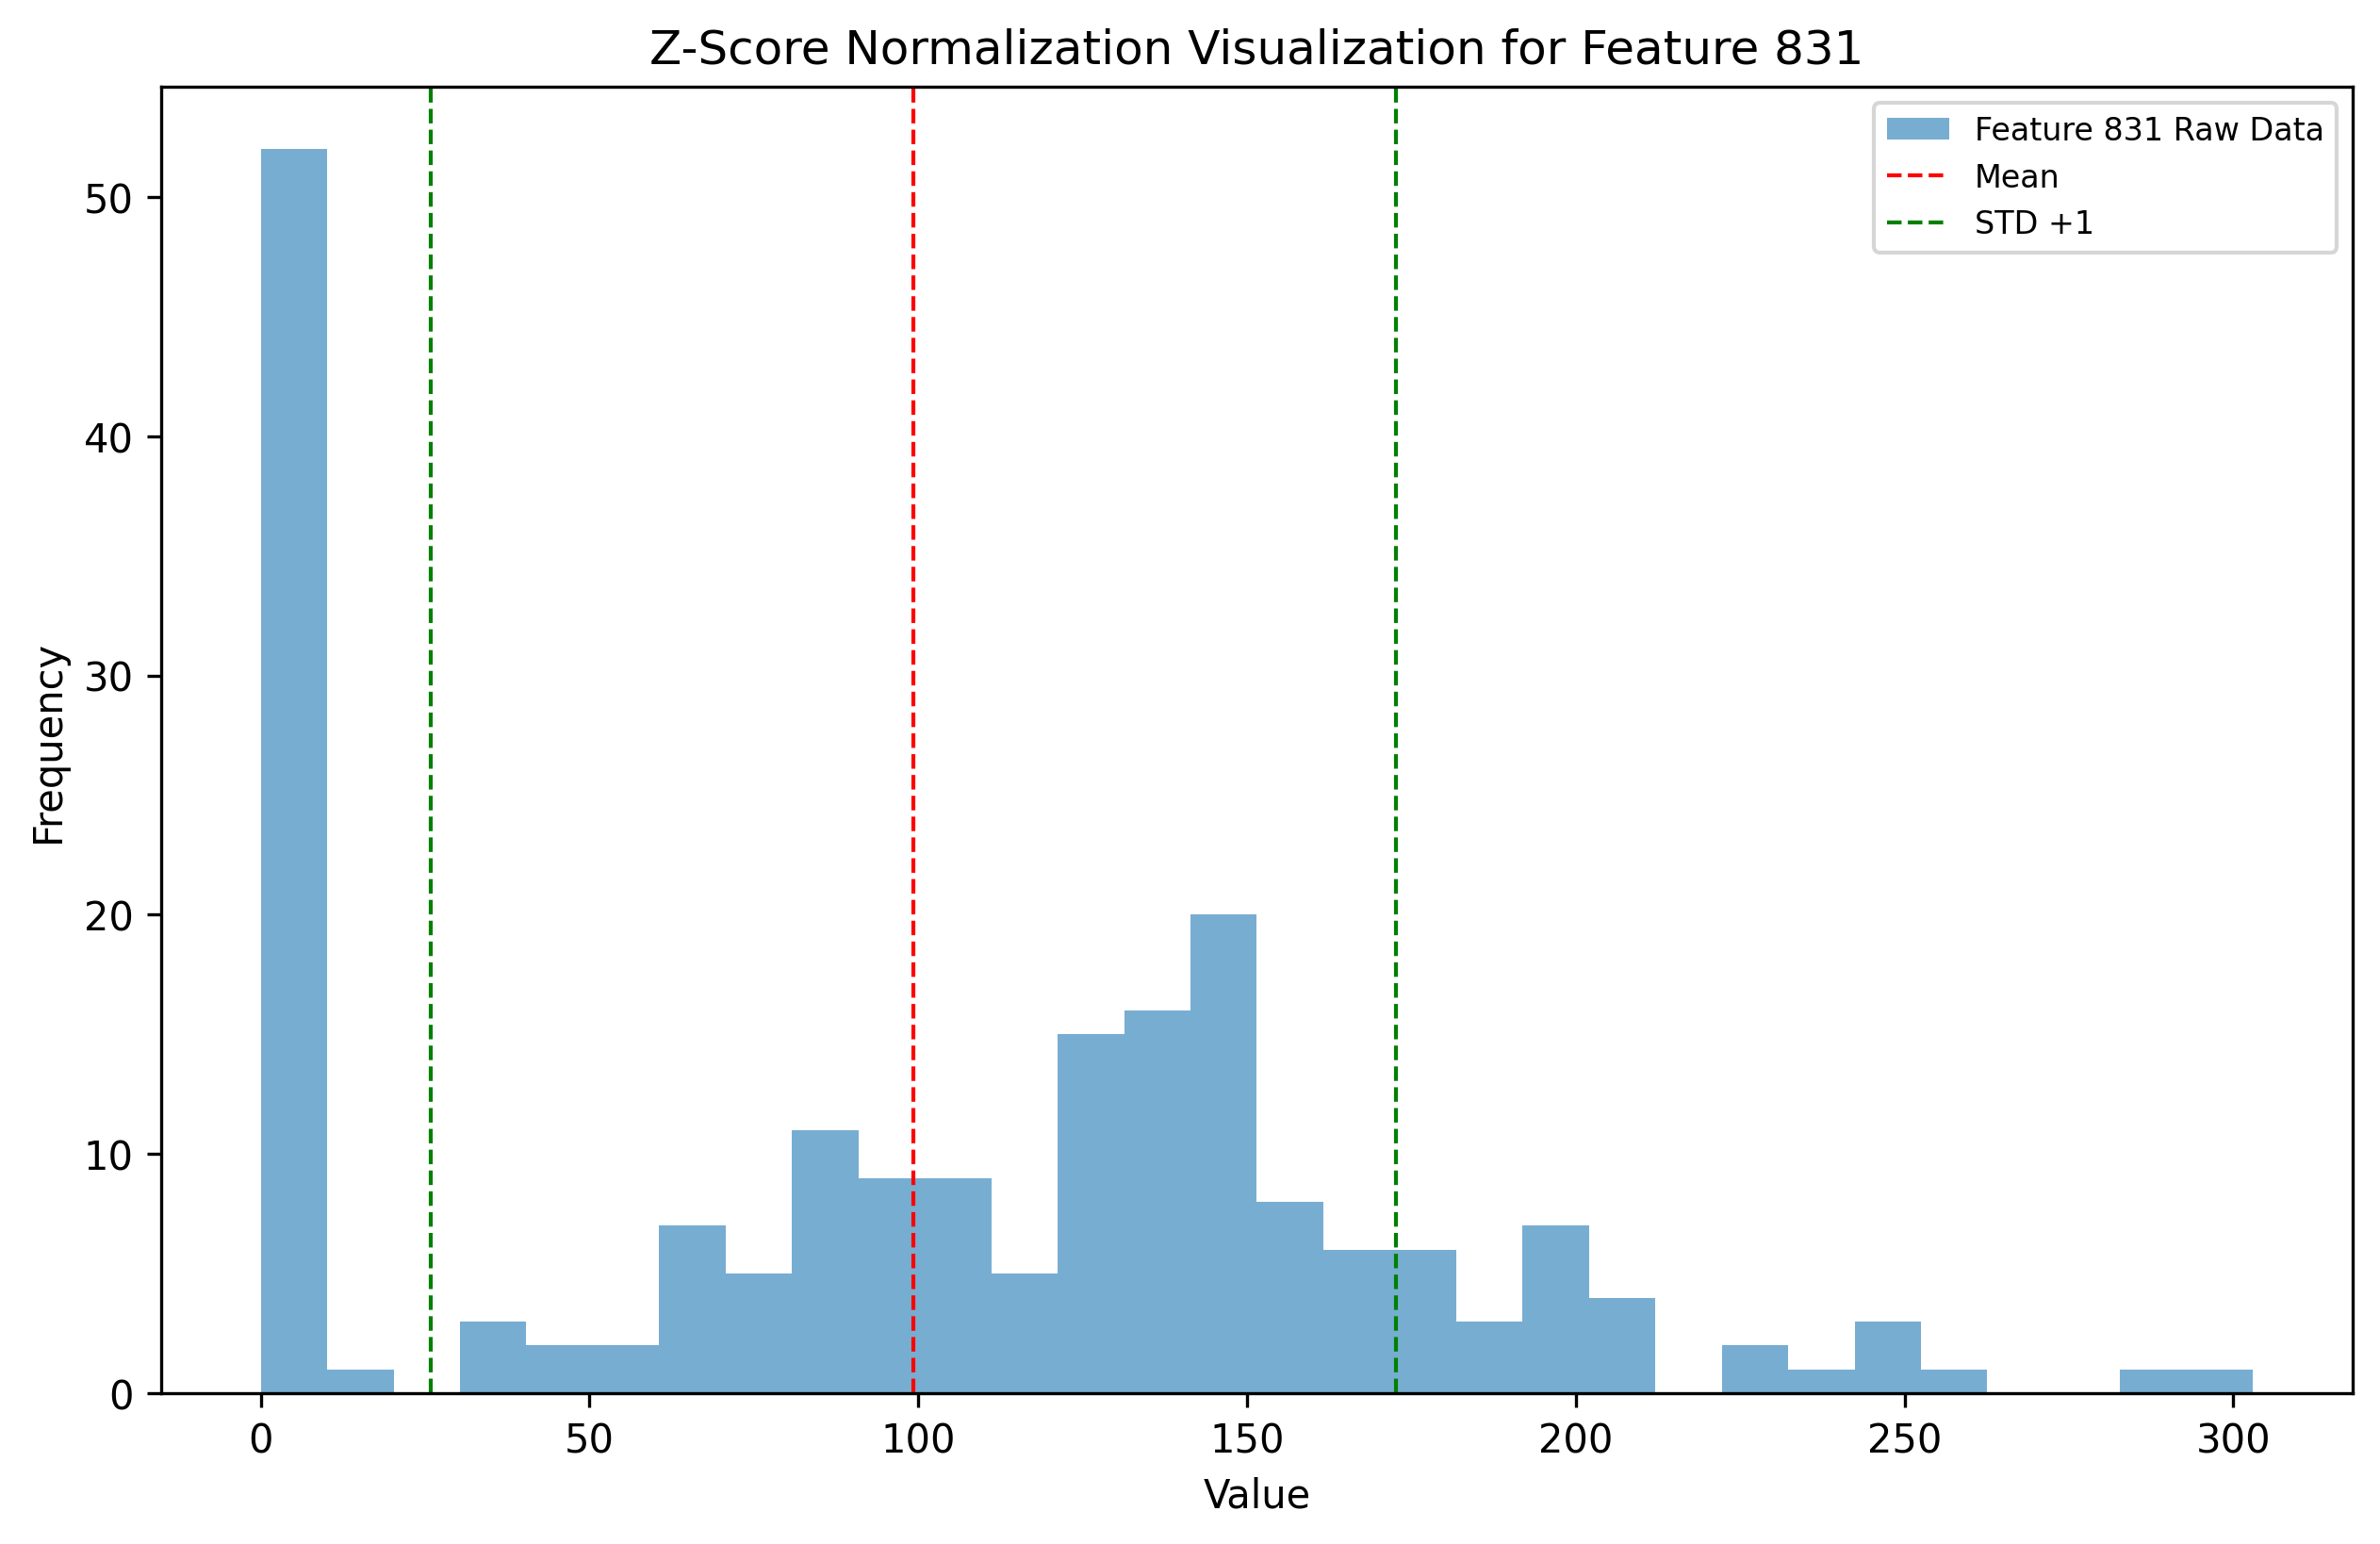 Z-Score Normalization Visualization for Feature 831
Feature 831 Raw Data
Mean
STD +1
50
40
30
20
10
0
Frequency
0 50 100 150 200 250 300
Value